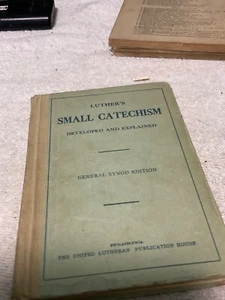 LUTHER'S
SMALL CATECHISM
DEVELOPED AND EXPLAINED
GENERAL SYNOD EDITION
PHILADELPHIA
THE UNITED LUTHERAN PUBLICATION HOUSE